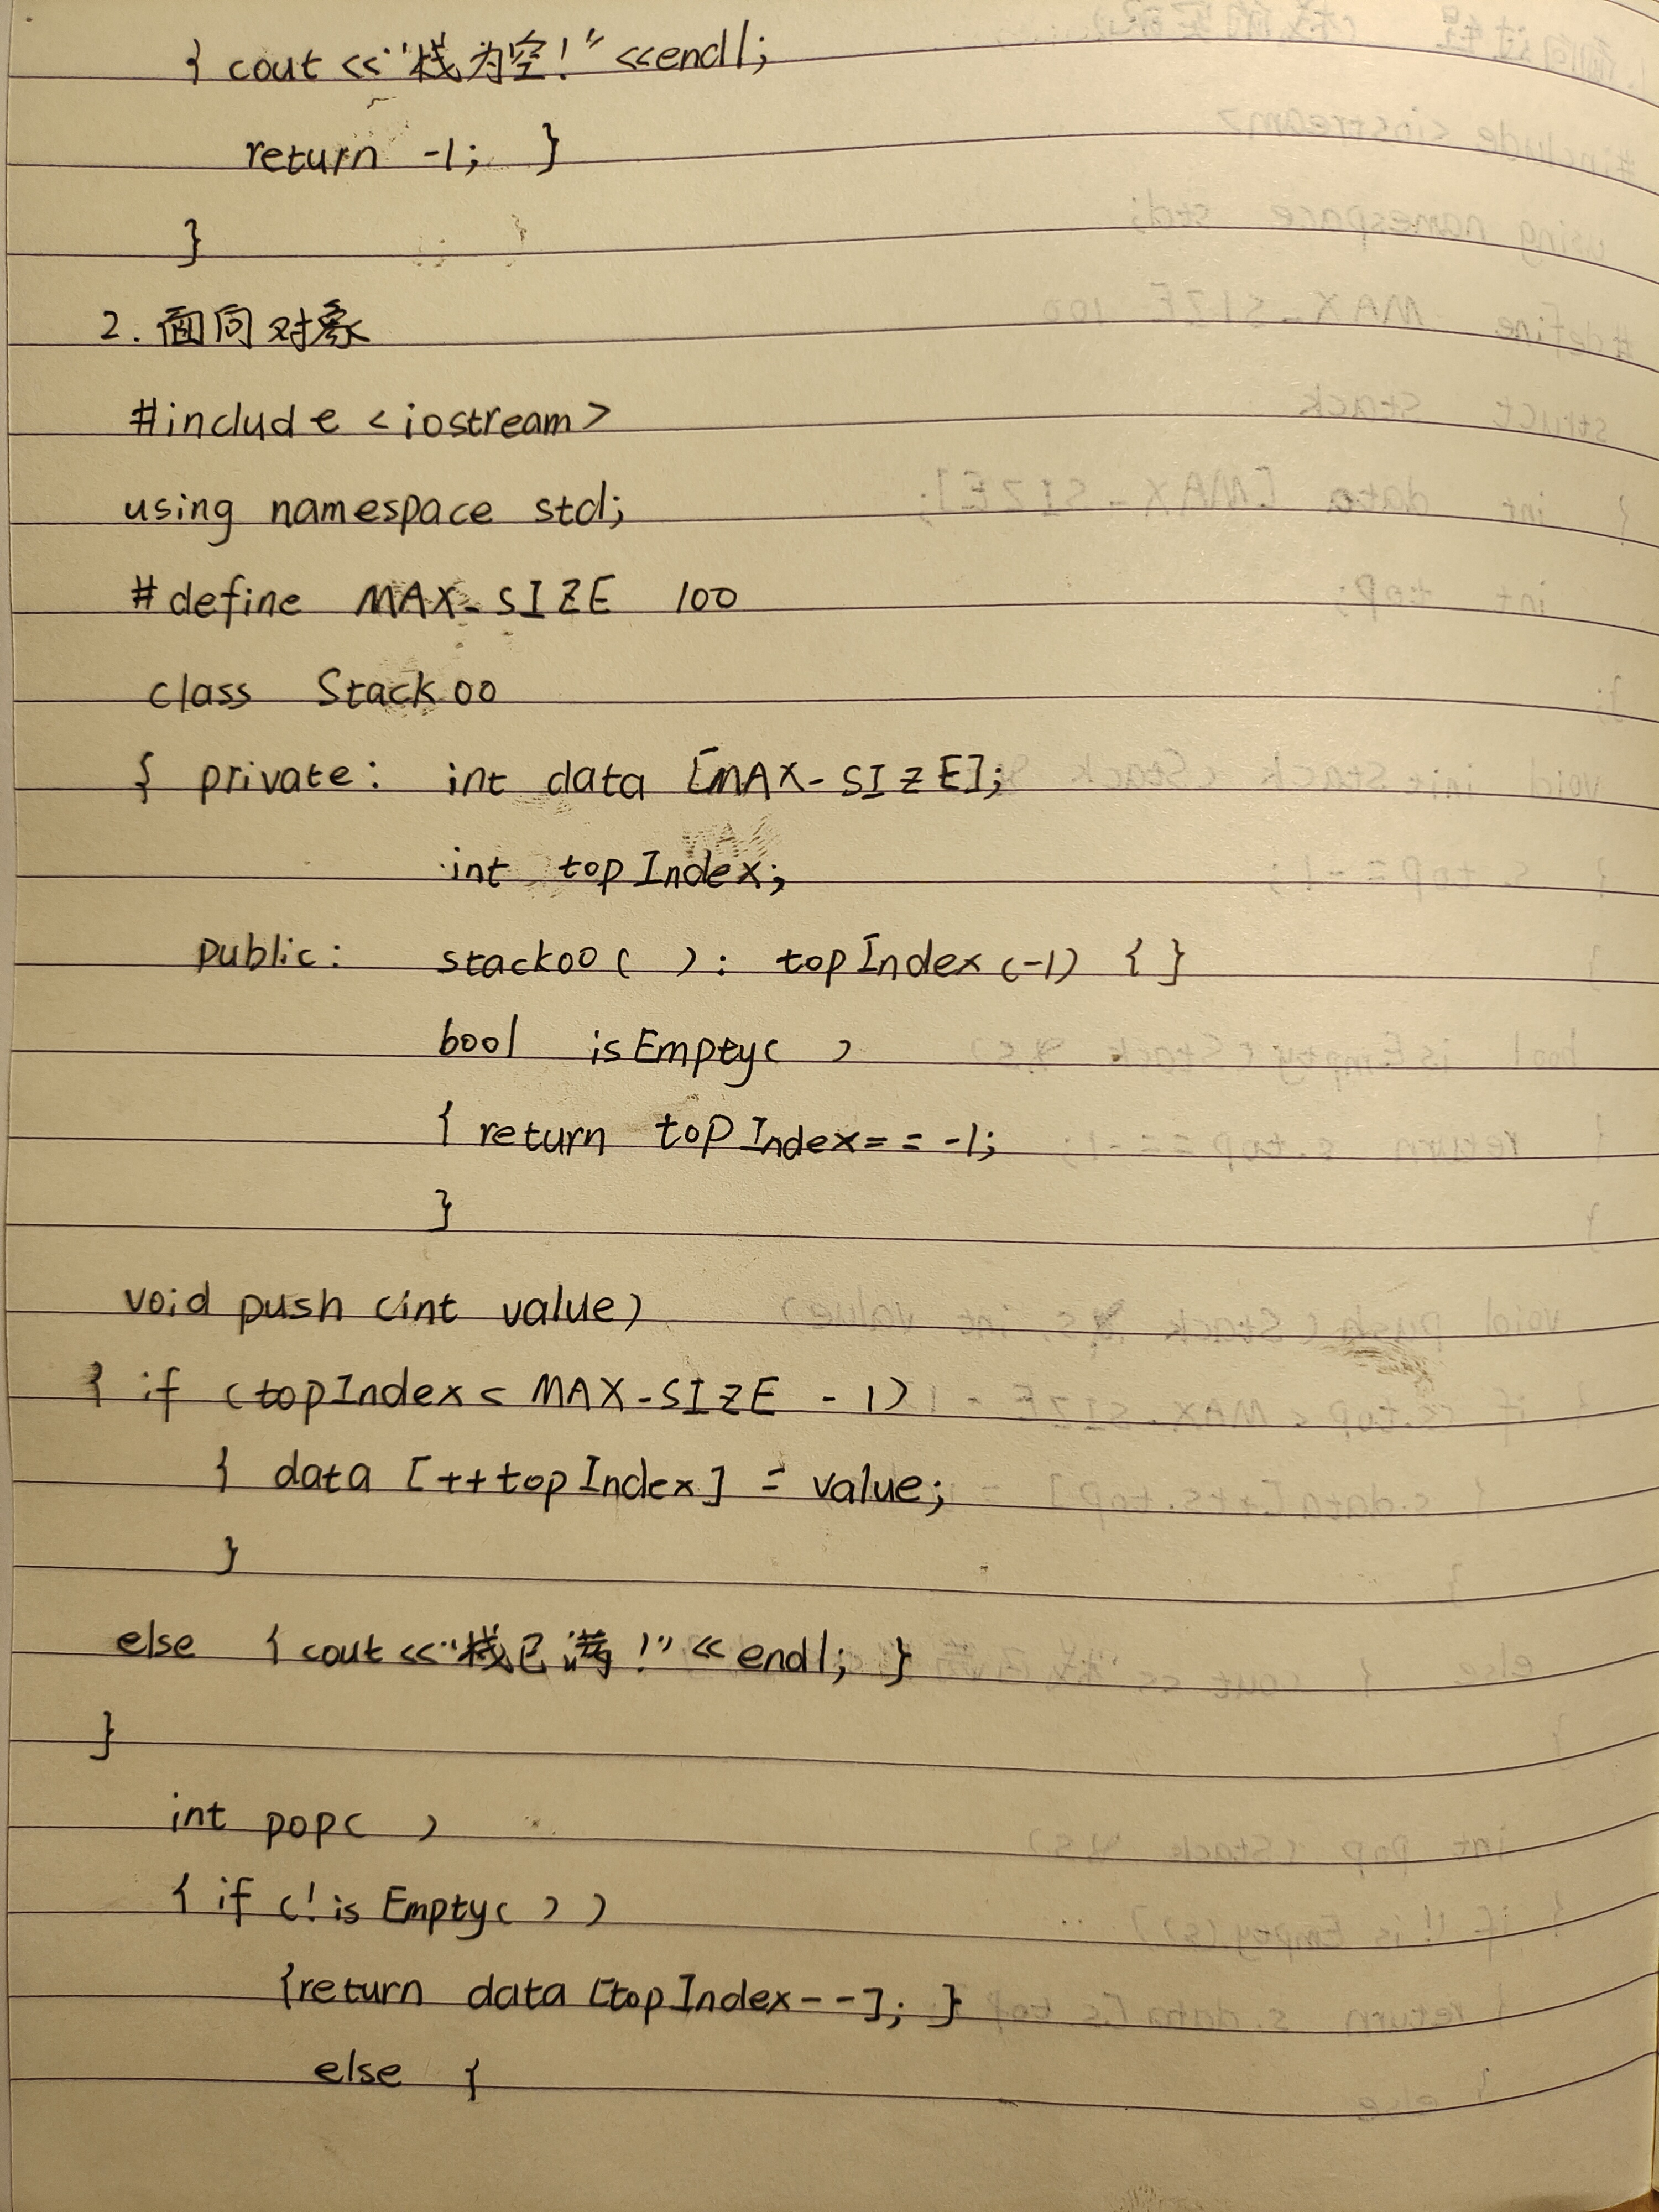 { cout <<"栈为空!" <<endl;
return -1; }
}
2. 面向对象
#include <iostream>
using namespace std;
#define MAX-SIZE 100
class Stackoo
{ private: int data [MAX-SIZE];
int topIndex;
public: stackoo( ): topIndex(-1) { }
bool isEmpty( )
{ return topIndex== -1;
}
void push (int value)
{ if (topIndex< MAX-SIZE - 1)
{ data [++topIndex] = value;
}
else { cout <<"栈已满!" << endl; }
}
int pop( )
{ if (!isEmpty( ) )
{return data [topIndex--]; }
else {